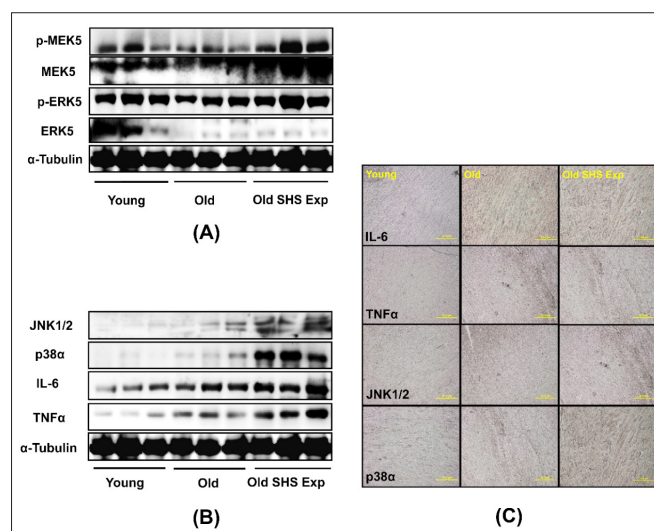 p-MEK5
MEK5
p-ERK5
ERK5
α-Tubulin
Young Old Old SHS Exp
(A)
JNK1/2
p38α
IL-6
TNFα
α-Tubulin
Young Old Old SHS Exp
(B)
Young Old Old SHS Exp
IL-6
TNFα
JNK1/2
p38α
(C)